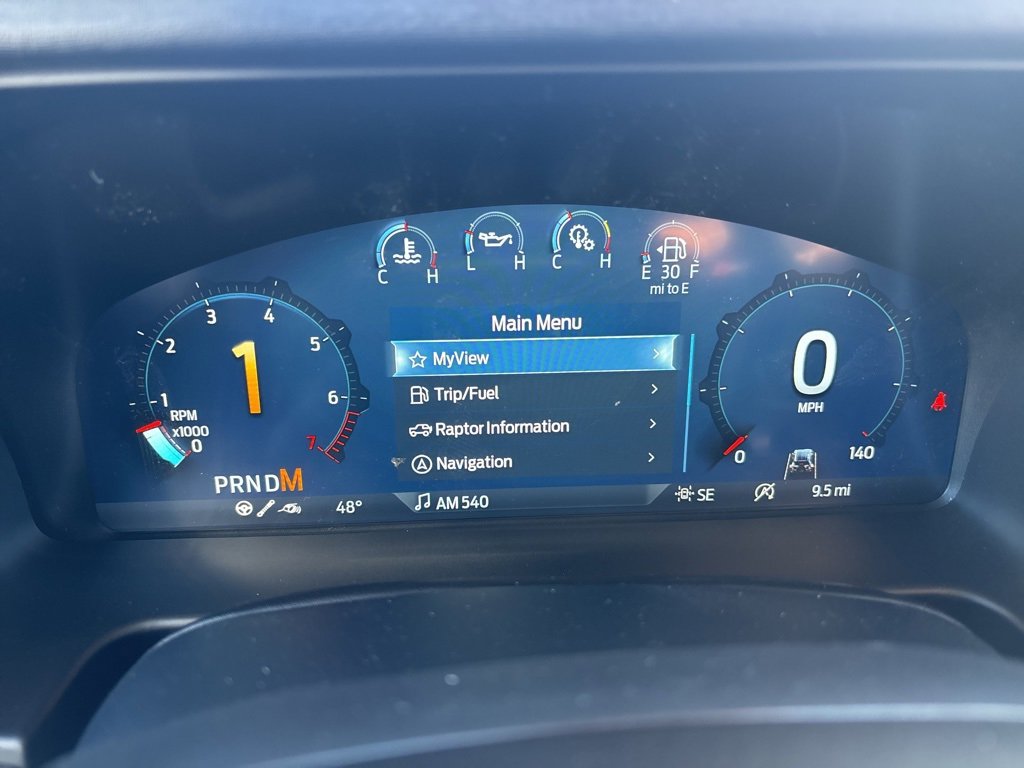 C H
L H
C H
E 30 F
mi to E
Main Menu
MyView
Trip/Fuel
Raptor Information
Navigation
AM 540
0
1
2
3
4
5
6
7
RPM
x1000
1
PRNDM
48°
0
MPH
0
140
SE
9.5 mi